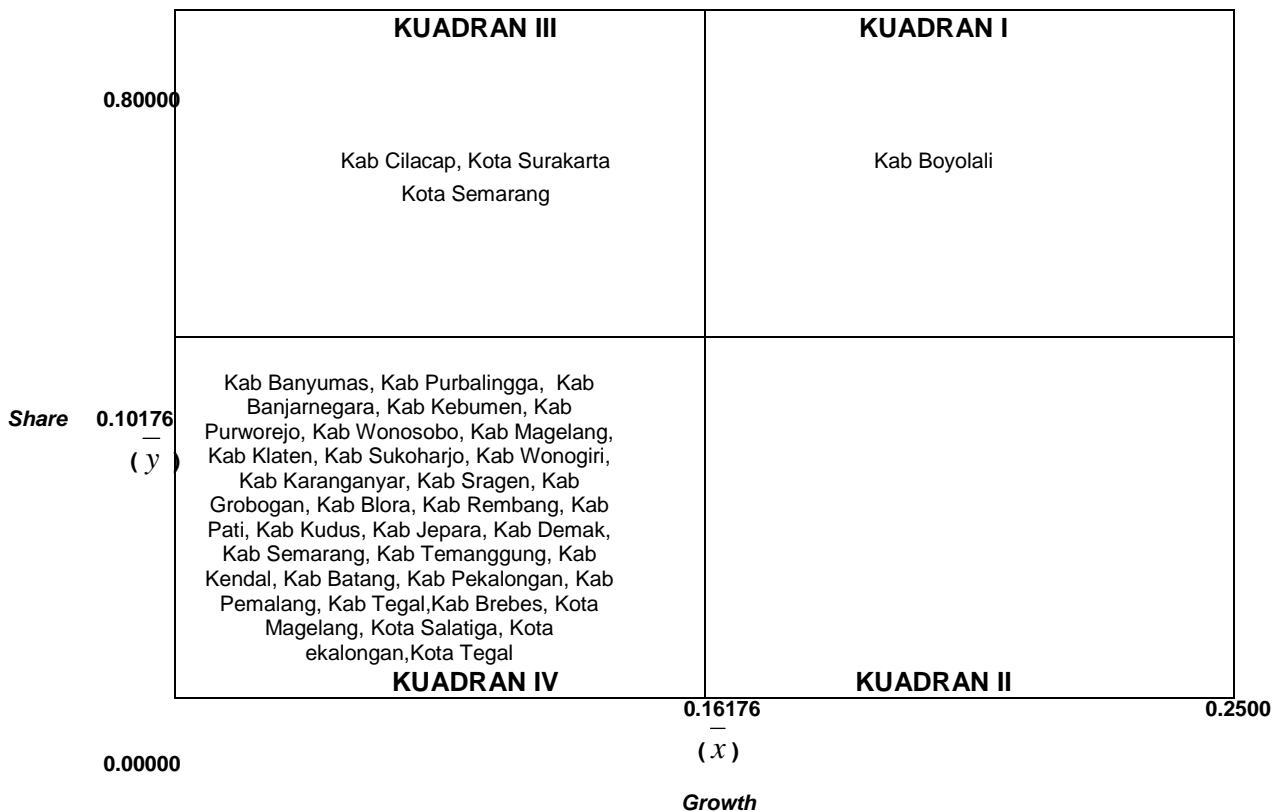 KUADRAN III
KUADRAN I
0.80000
Kab Cilacap, Kota Surakarta
Kota Semarang
Kab Boyolali
Kab Banyumas, Kab Purbalingga, Kab
Banjarnegara, Kab Kebumen, Kab
Purworejo, Kab Wonosobo, Kab Magelang,
Kab Klaten, Kab Sukoharjo, Kab Wonogiri,
Kab Karanganyar, Kab Sragen, Kab
Grobogan, Kab Blora, Kab Rembang, Kab
Pati, Kab Kudus, Kab Jepara, Kab Demak,
Kab Semarang, Kab Temanggung, Kab
Kendal, Kab Batang, Kab Pekalongan, Kab
Pemalang, Kab Tegal,Kab Brebes, Kota
Magelang, Kota Salatiga, Kota
ekalongan,Kota Tegal
Share 0.10176
( y̅ )
KUADRAN IV
KUADRAN II
0.16176
0.2500
( x̅ )
0.00000
Growth